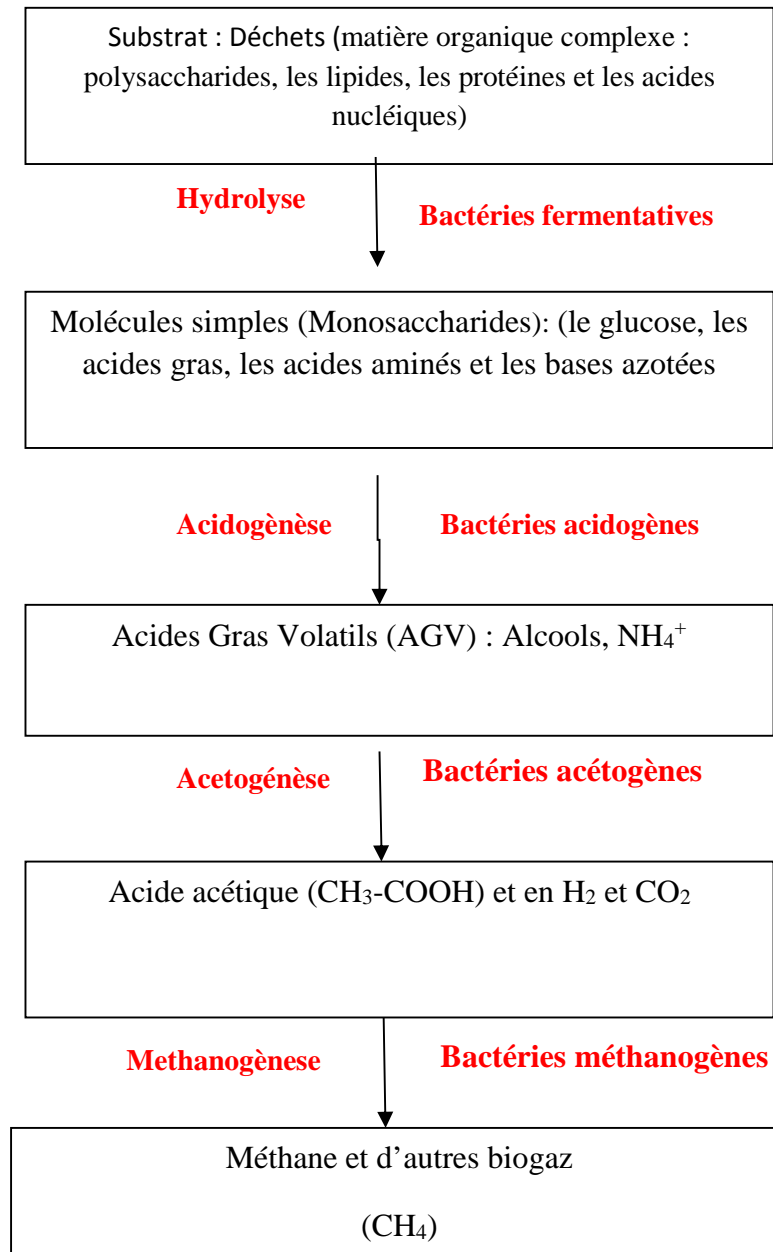 Substrat : Déchets (matière organique complexe :
polysaccharides, les lipides, les protéines et les acides
nucléiques)
Hydrolyse
Bactéries fermentatives
Molécules simples (Monosaccharides): (le glucose, les
acides gras, les acides aminés et les bases azotées
Acidogènèse
Bactéries acidogènes
Acides Gras Volatils (AGV) : Alcools, NH₄⁺
Acetogénèse
Bactéries acétogènes
Acide acétique (CH₃-COOH) et en H₂ et CO₂
Methanogènese
Bactéries méthanogènes
Méthane et d’autres biogaz
(CH₄)